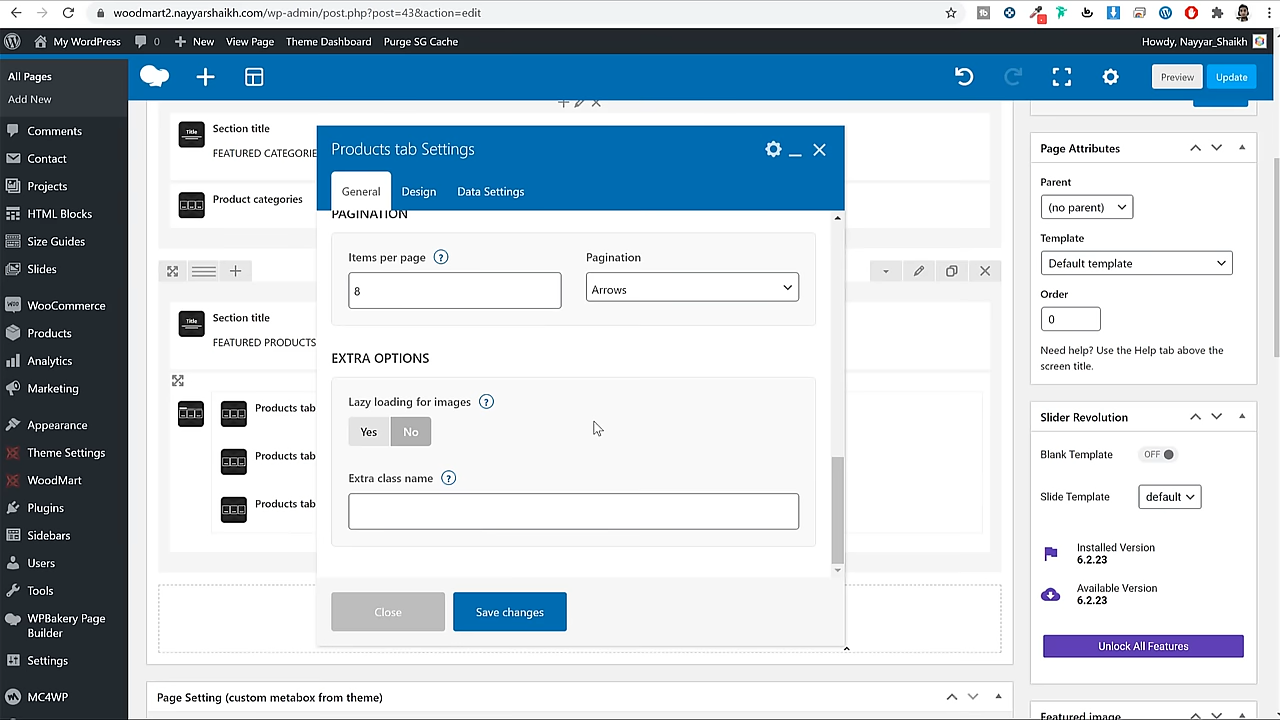 woodmart2.nayyarshaikh.com/wp-admin/post.php?post=43&action=edit
My WordPress
0
New
View Page
Theme Dashboard
Purge SG Cache
Howdy, Nayyar_Shaikh
All Pages
Add New
Comments
Contact
Projects
HTML Blocks
Size Guides
Slides
WooCommerce
Products
Analytics
Marketing
Appearance
Theme Settings
WoodMart
Plugins
Sidebars
Users
Tools
WPBakery Page
Builder
Settings
MC4WP
Preview
Update
Title
Section title
FEATURED CATEGORIE
Product categories
Title
Section title
FEATURED PRODUCTS
Products tab
Products tab
Products tab
Products tab Settings
General
Design
Data Settings
PAGINATION
Items per page
?
Pagination
8
Arrows
EXTRA OPTIONS
Lazy loading for images
?
Yes
No
Extra class name
?
Close
Save changes
Page Setting (custom metabox from theme)
Page Attributes
Parent
(no parent)
Template
Default template
Order
0
Need help? Use the Help tab above the
screen title.
Slider Revolution
Blank Template
OFF
Slide Template
default
Installed Version
6.2.23
Available Version
6.2.23
Unlock All Features
Featured image